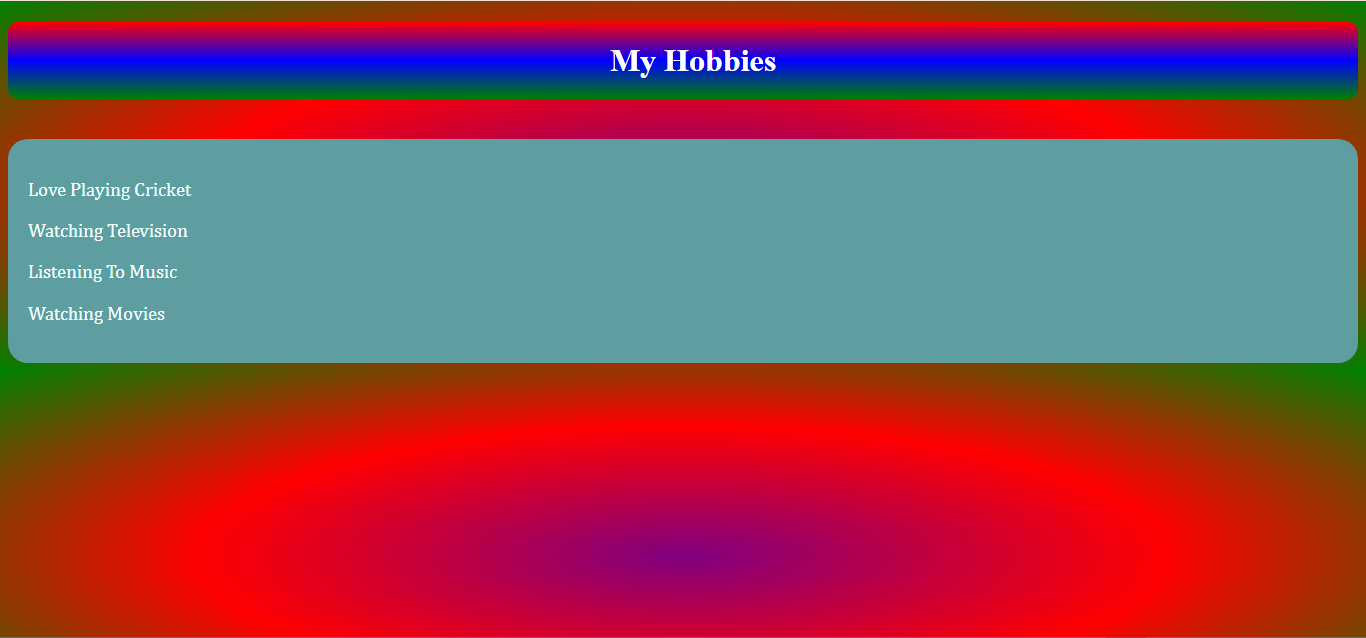 My Hobbies
Love Playing Cricket
Watching Television
Listening To Music
Watching Movies